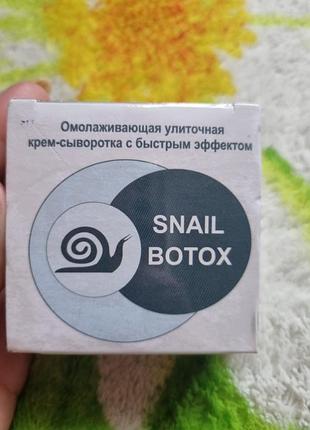 Омолаживающая улиточная
крем-сыворотка с быстрым эффектом
SNAIL
BOTOX